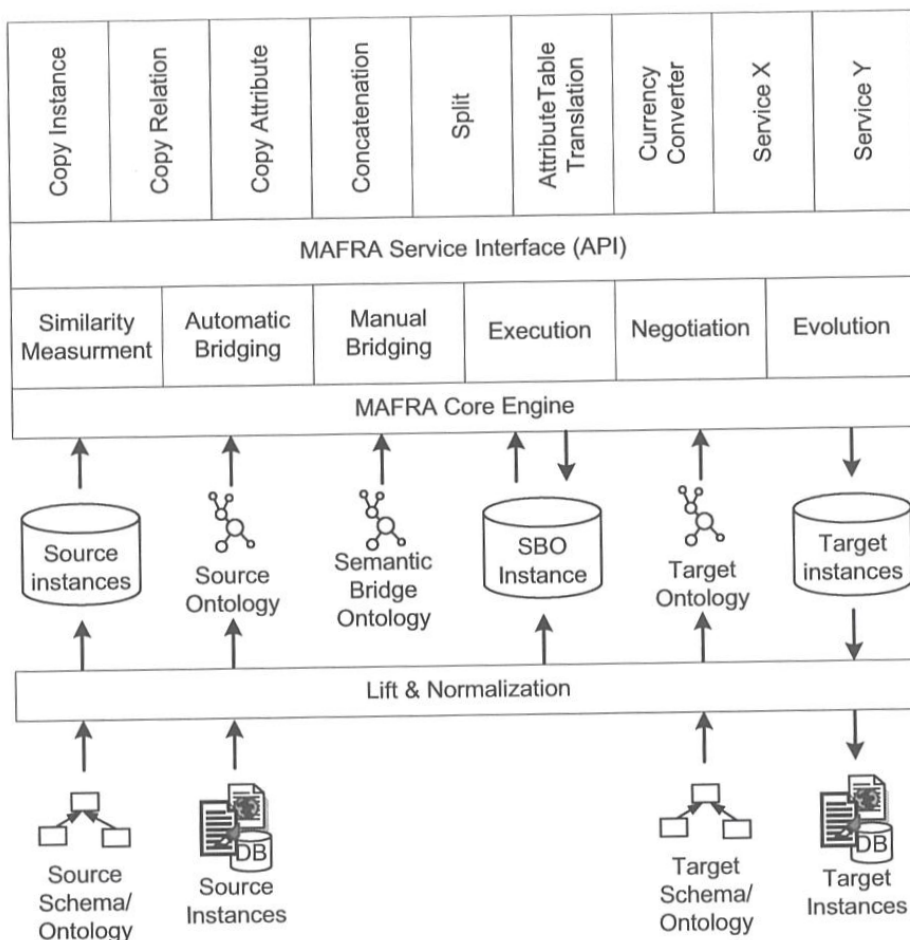 Copy Instance
Copy Relation
Copy Attribute
Concatenation
Split
AttributeTable
Translation
Currency
Converter
Service X
Service Y
MAFRA Service Interface (API)
Similarity
Measurment
Automatic
Bridging
Manual
Bridging
Execution
Negotiation
Evolution
MAFRA Core Engine
Source
instances
Source
Ontology
Semantic
Bridge
Ontology
SBO
Instance
Target
Ontology
Target
instances
Lift & Normalization
Source
Schema/
Ontology
DB
Source
Instances
Target
Schema/
Ontology
DB
Target
Instances